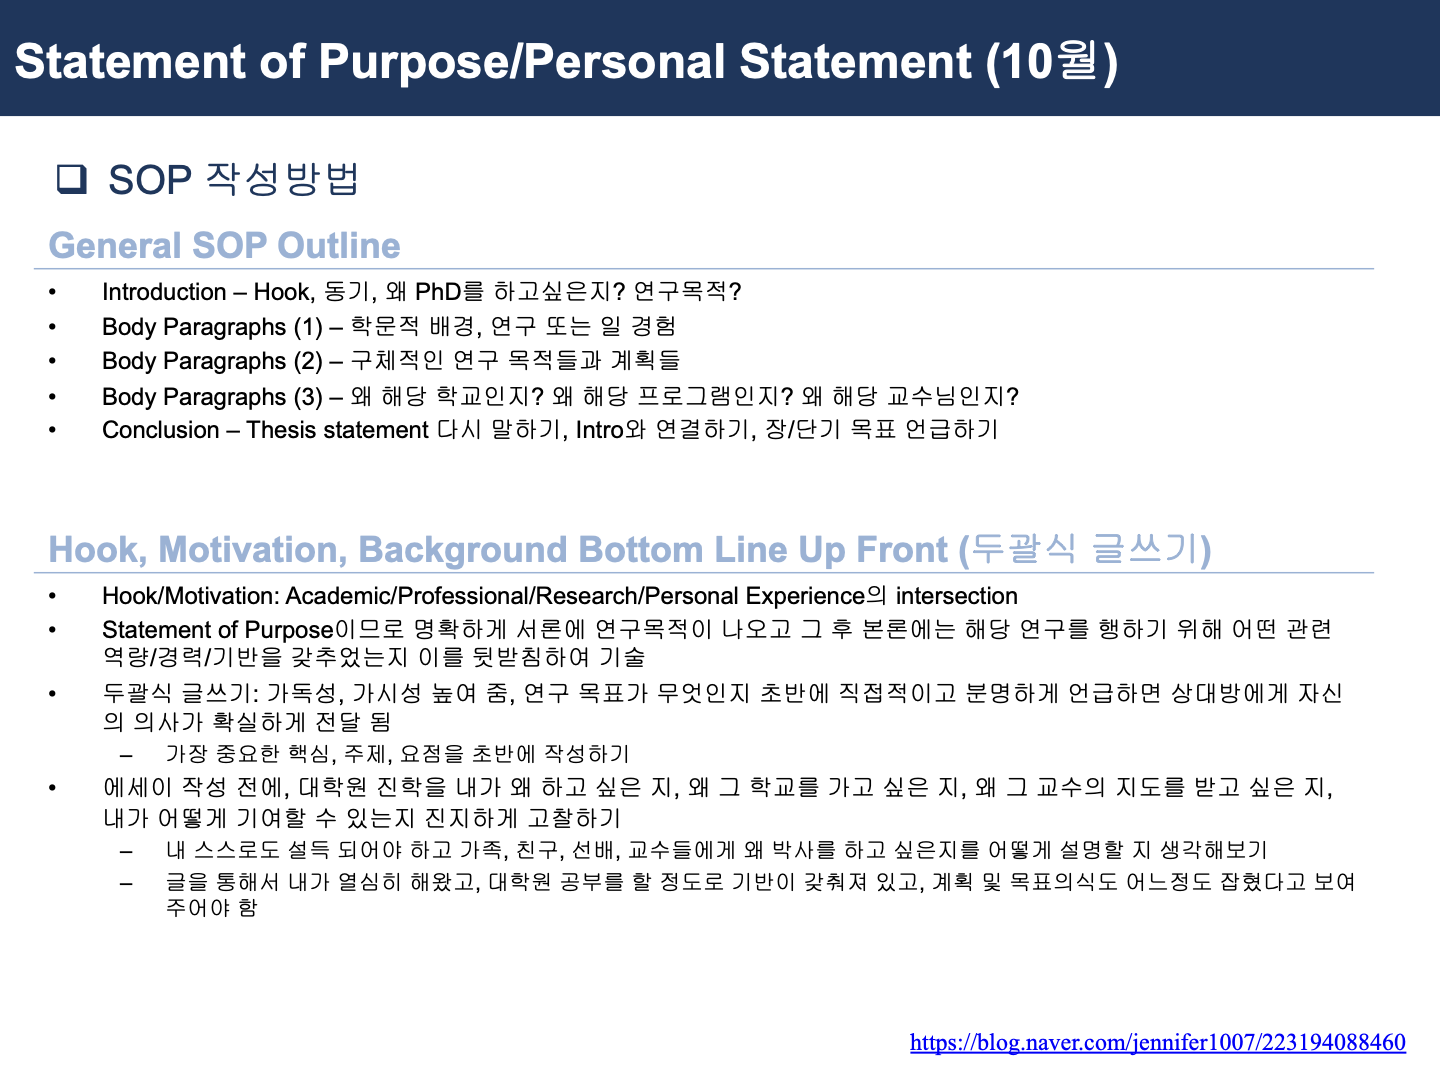 Statement of Purpose/Personal Statement (10월)
❑ SOP 작성방법
General SOP Outline
• Introduction – Hook, 동기, 왜 PhD를 하고싶은지? 연구목적?
• Body Paragraphs (1) – 학문적 배경, 연구 또는 일 경험
• Body Paragraphs (2) – 구체적인 연구 목적들과 계획들
• Body Paragraphs (3) – 왜 해당 학교인지? 왜 해당 프로그램인지? 왜 해당 교수님인지?
• Conclusion – Thesis statement 다시 말하기, Intro와 연결하기, 장/단기 목표 언급하기
Hook, Motivation, Background Bottom Line Up Front (두괄식 글쓰기)
• Hook/Motivation: Academic/Professional/Research/Personal Experience의 intersection
• Statement of Purpose이므로 명확하게 서론에 연구목적이 나오고 그 후 본론에는 해당 연구를 행하기 위해 어떤 관련
역량/경력/기반을 갖추었는지 이를 뒷받침하여 기술
• 두괄식 글쓰기: 가독성, 가시성 높여 줌, 연구 목표가 무엇인지 초반에 직접적이고 분명하게 언급하면 상대방에게 자신
의 의사가 확실하게 전달 됨
– 가장 중요한 핵심, 주제, 요점을 초반에 작성하기
• 에세이 작성 전에, 대학원 진학을 내가 왜 하고 싶은 지, 왜 그 학교를 가고 싶은 지, 왜 그 교수의 지도를 받고 싶은 지,
내가 어떻게 기여할 수 있는지 진지하게 고찰하기
– 내 스스로도 설득 되어야 하고 가족, 친구, 선배, 교수들에게 왜 박사를 하고 싶은지를 어떻게 설명할 지 생각해보기
– 글을 통해서 내가 열심히 해왔고, 대학원 공부를 할 정도로 기반이 갖춰져 있고, 계획 및 목표의식도 어느정도 잡혔다고 보여
주어야 함
https://blog.naver.com/jennifer1007/223194088460